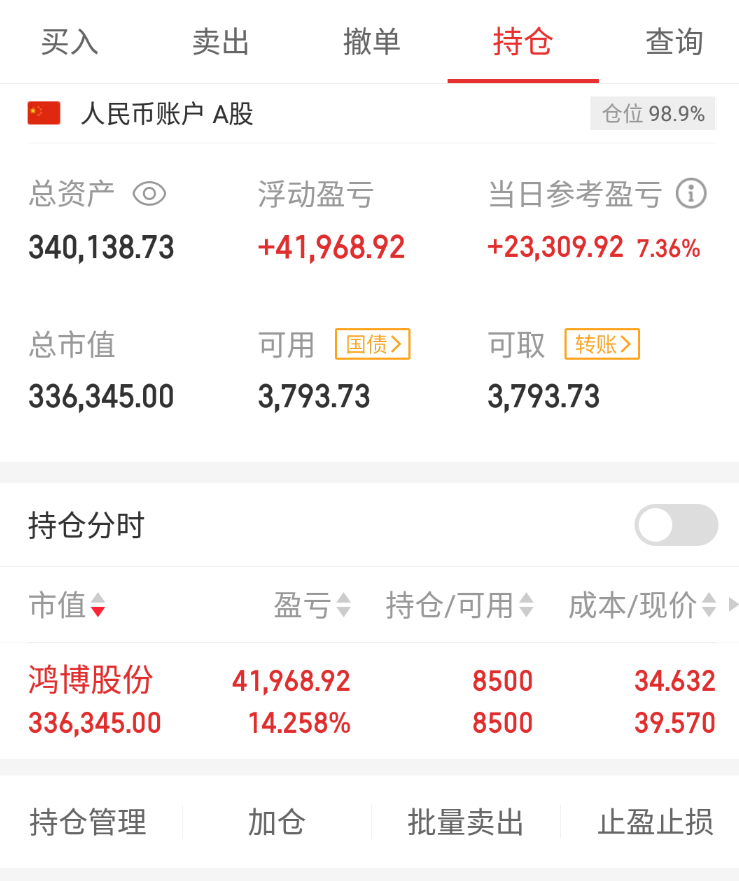 买入 卖出 撤单 持仓 查询
人民币账户 A股 仓位 98.9%
总资产 浮动盈亏 当日参考盈亏
340,138.73 +41,968.92 +23,309.92 7.36%
总市值 可用 国债 可取 转账
336,345.00 3,793.73 3,793.73
持仓分时
市值 盈亏 持仓/可用 成本/现价
鸿博股份 41,968.92 8500 34.632
336,345.00 14.258% 8500 39.570
持仓管理 加仓 批量卖出 止盈止损